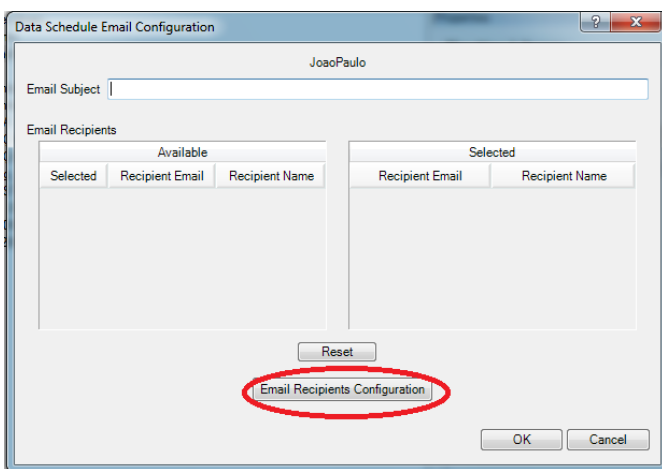 Data Schedule Email Configuration
JoaoPaulo
Email Subject
Email Recipients
Available
Selected
Selected Recipient Email Recipient Name
Recipient Email Recipient Name
Reset
Email Recipients Configuration
OK Cancel